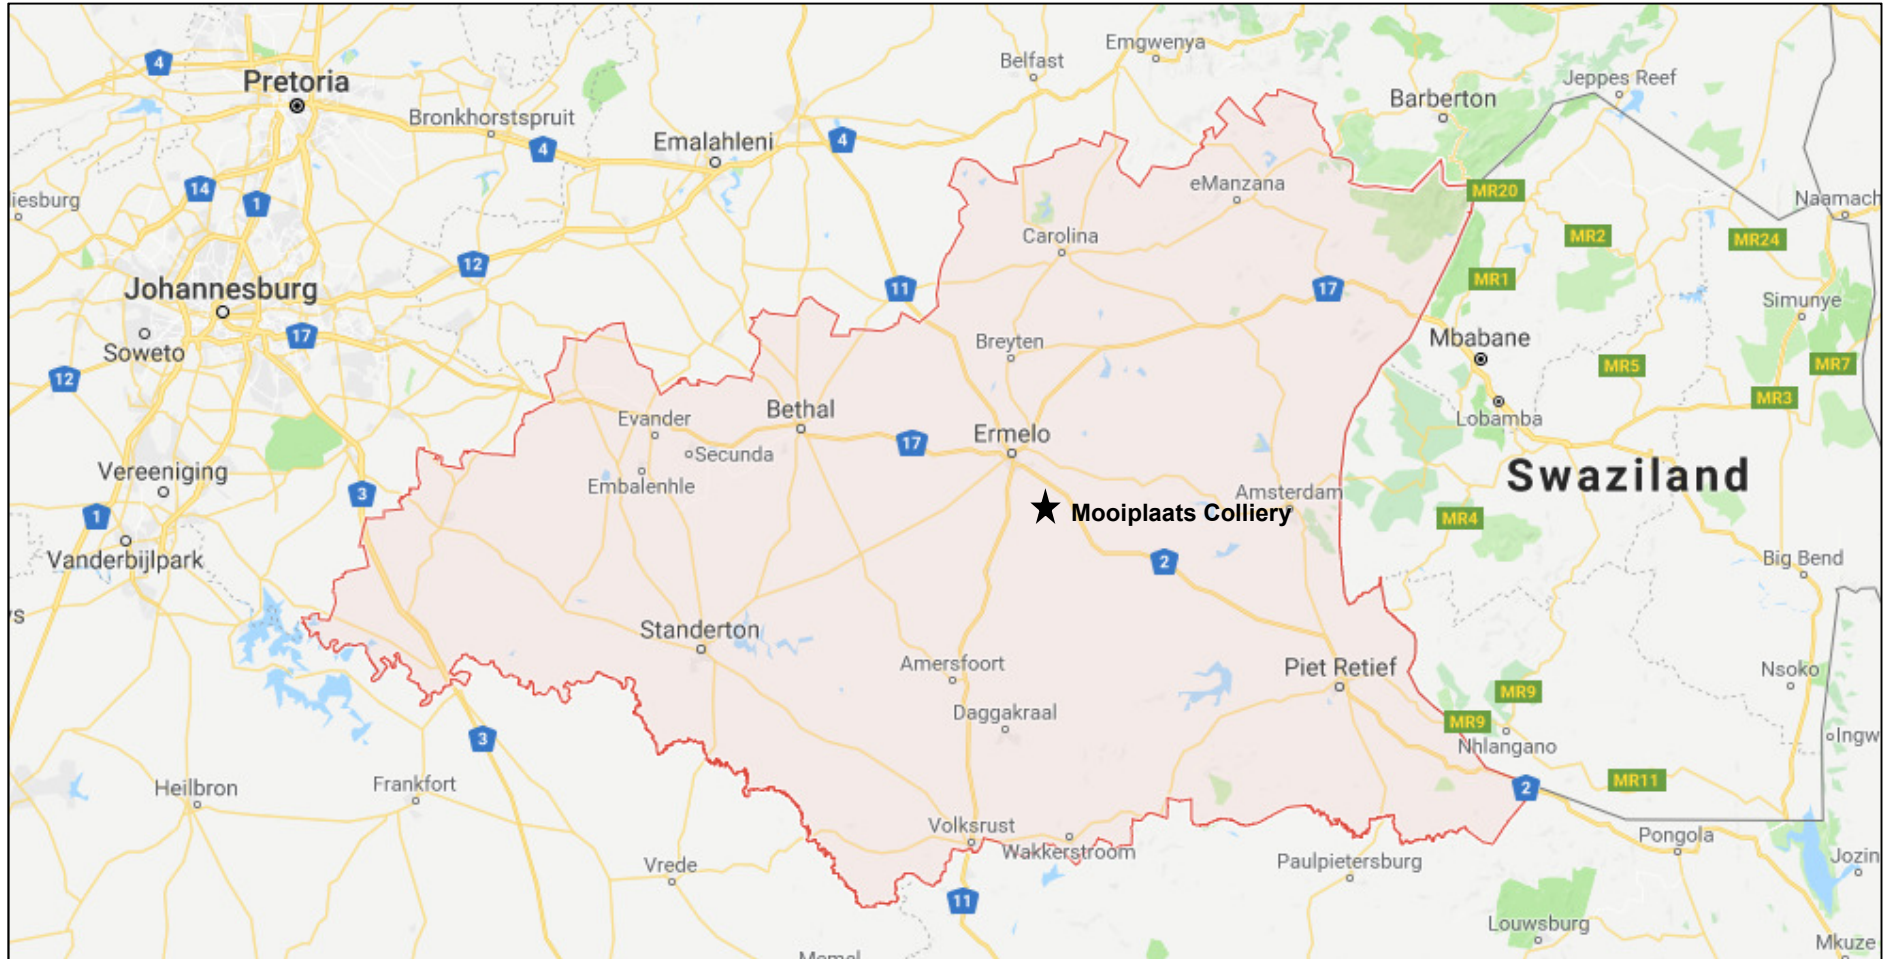 Emgwenya
Belfast
4
Pretoria
Jeppes Reef
Barberton
Bronkhorstspruit
4
Emalahleni
4
14
1
iesburg
eManzana
MR20
Naamach
Carolina
MR2
MR24
12
Johannesburg
11
17
MR1
Simunye
17
Soweto
Breyten
Mbabane
12
MR5
MR7
MR3
Evander
Bethal
Lobamba
17
Ermelo
Secunda
Vereeniging
Embalenhle
Swaziland
3
Amsterdam
1
Mooiplaats Colliery
MR4
Vanderbijlpark
2
Big Bend
Standerton
Amersfoort
Piet Retief
Nsoko
MR9
Daggakraal
MR9
3
Nhlangano
Ingw
Heilbron
Frankfort
2
MR11
Volksrust
Wakkerstroom
Pongola
Vrede
Paulpietersburg
Jozin
11
Louwsburg
Mkuze